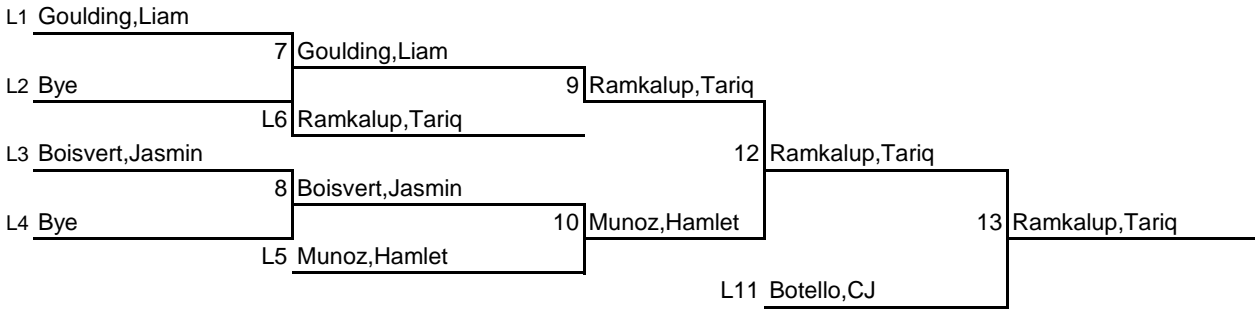 L1 Goulding,Liam
7 Goulding,Liam
L2 Bye
9 Ramkalup,Tariq
L6 Ramkalup,Tariq
L3 Boisvert,Jasmin
12 Ramkalup,Tariq
8 Boisvert,Jasmin
L4 Bye
10 Munoz,Hamlet
13 Ramkalup,Tariq
L5 Munoz,Hamlet
L11 Botello,CJ